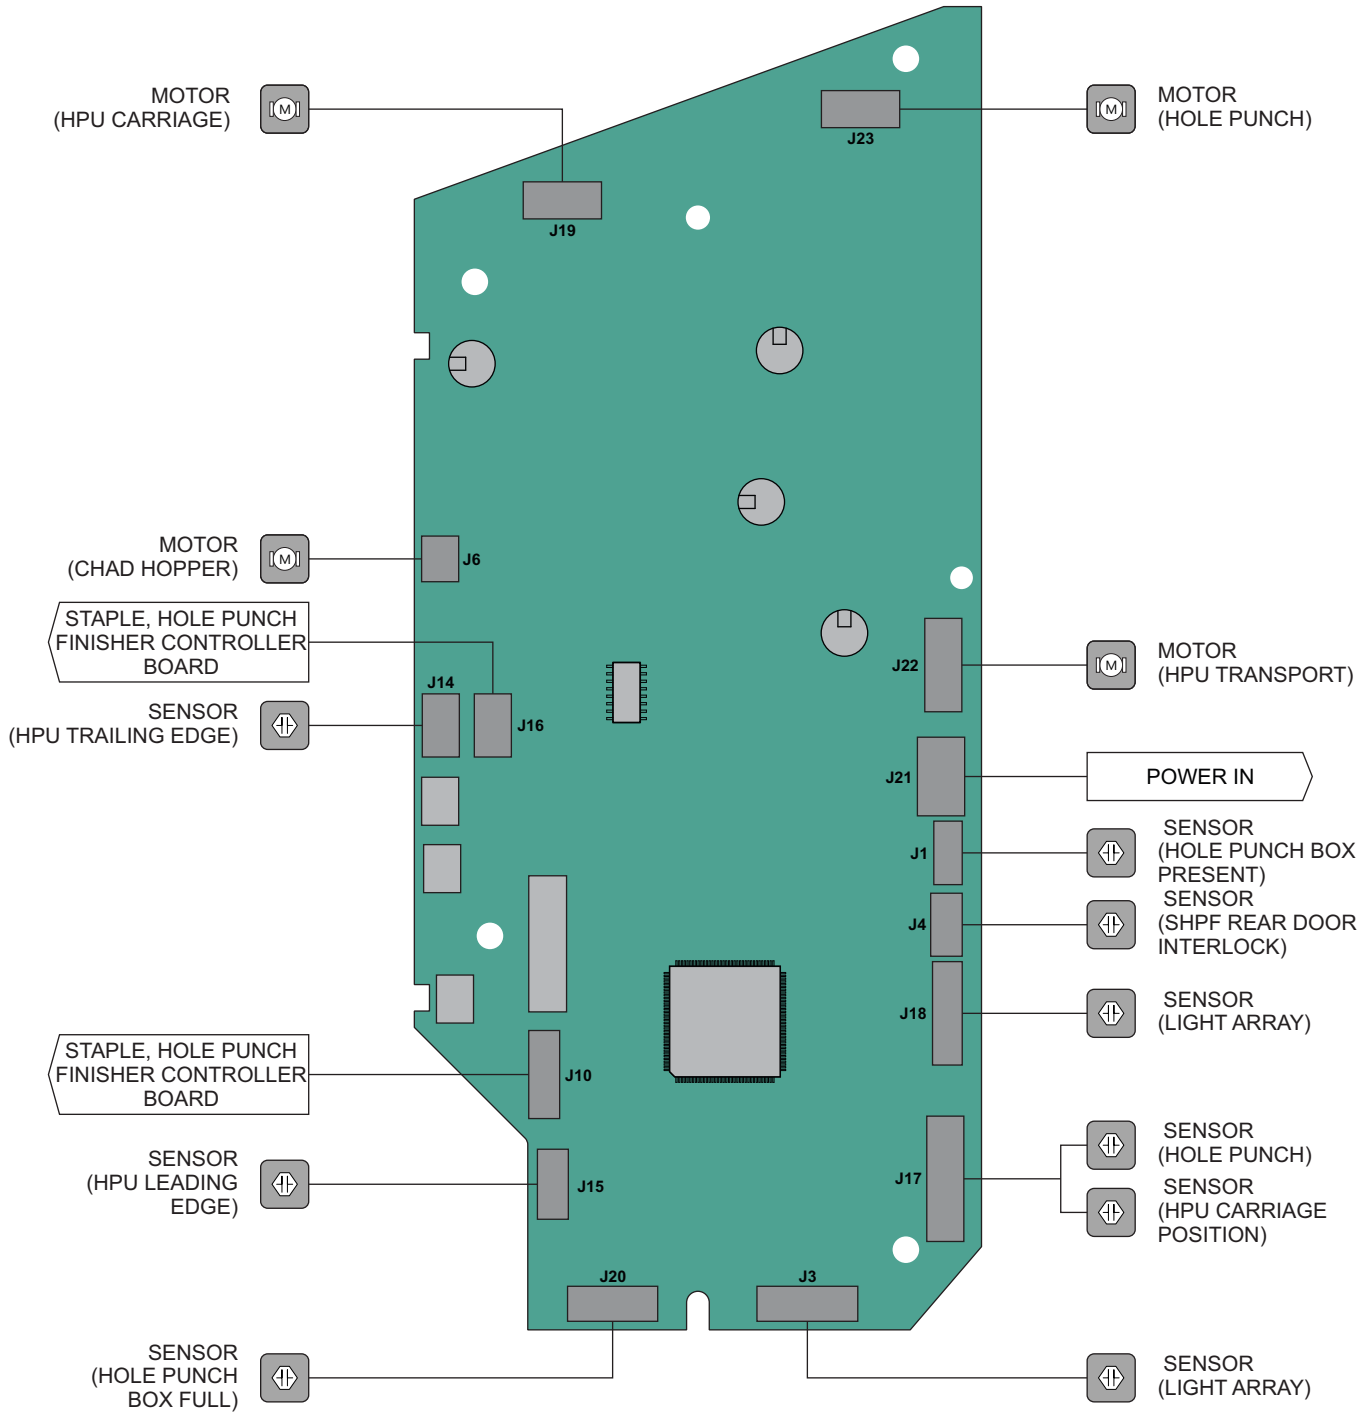 MOTOR
(HPU CARRIAGE)
M
J19
J23
M
MOTOR
(HOLE PUNCH)
MOTOR
(CHAD HOPPER)
M
J6
STAPLE, HOLE PUNCH
FINISHER CONTROLLER
BOARD
J14
J16
SENSOR
(HPU TRAILING EDGE)
J22
M
MOTOR
(HPU TRANSPORT)
J21
POWER IN
J1
SENSOR
(HOLE PUNCH BOX
PRESENT)
J4
SENSOR
(SHPF REAR DOOR
INTERLOCK)
J18
SENSOR
(LIGHT ARRAY)
STAPLE, HOLE PUNCH
FINISHER CONTROLLER
BOARD
J10
SENSOR
(HPU LEADING
EDGE)
J15
J17
SENSOR
(HOLE PUNCH)
SENSOR
(HPU CARRIAGE
POSITION)
J20
J3
SENSOR
(HOLE PUNCH
BOX FULL)
SENSOR
(LIGHT ARRAY)